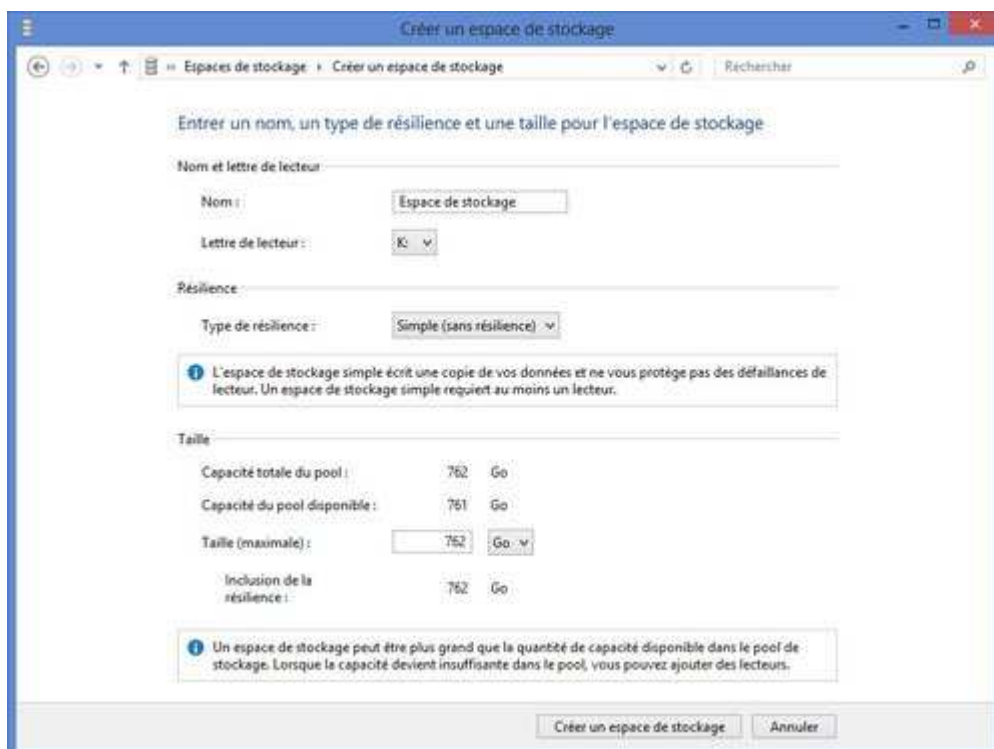 Créer un espace de stockage
Espaces de stockage Créer un espace de stockage Rechercher
Entrer un nom, un type de résilience et une taille pour l'espace de stockage
Nom et lettre de lecteur
Nom : Espace de stockage
Lettre de lecteur : K:
Résilience
Type de résilience : Simple (sans résilience)
L'espace de stockage simple écrit une copie de vos données et ne vous protège pas des défaillances de
lecteur. Un espace de stockage simple requiert au moins un lecteur.
Taille
Capacité totale du pool : 762 Go
Capacité du pool disponible : 761 Go
Taille (maximale) : 762 Go
Inclusion de la
résilience : 762 Go
Un espace de stockage peut être plus grand que la quantité de capacité disponible dans le pool de
stockage. Lorsque la capacité devient insuffisante dans le pool, vous pouvez ajouter des lecteurs.
Créer un espace de stockage Annuler